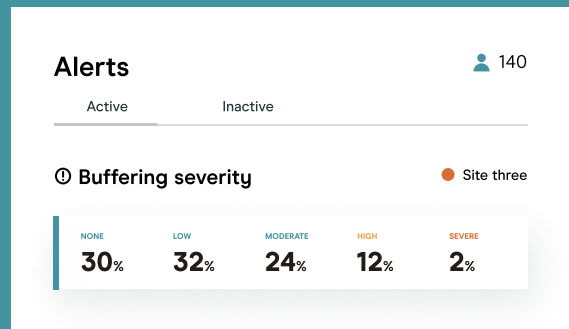 Alerts
140
Active Inactive
Buffering severity
Site three
NONE LOW MODERATE HIGH SEVERE
30% 32% 24% 12% 2%